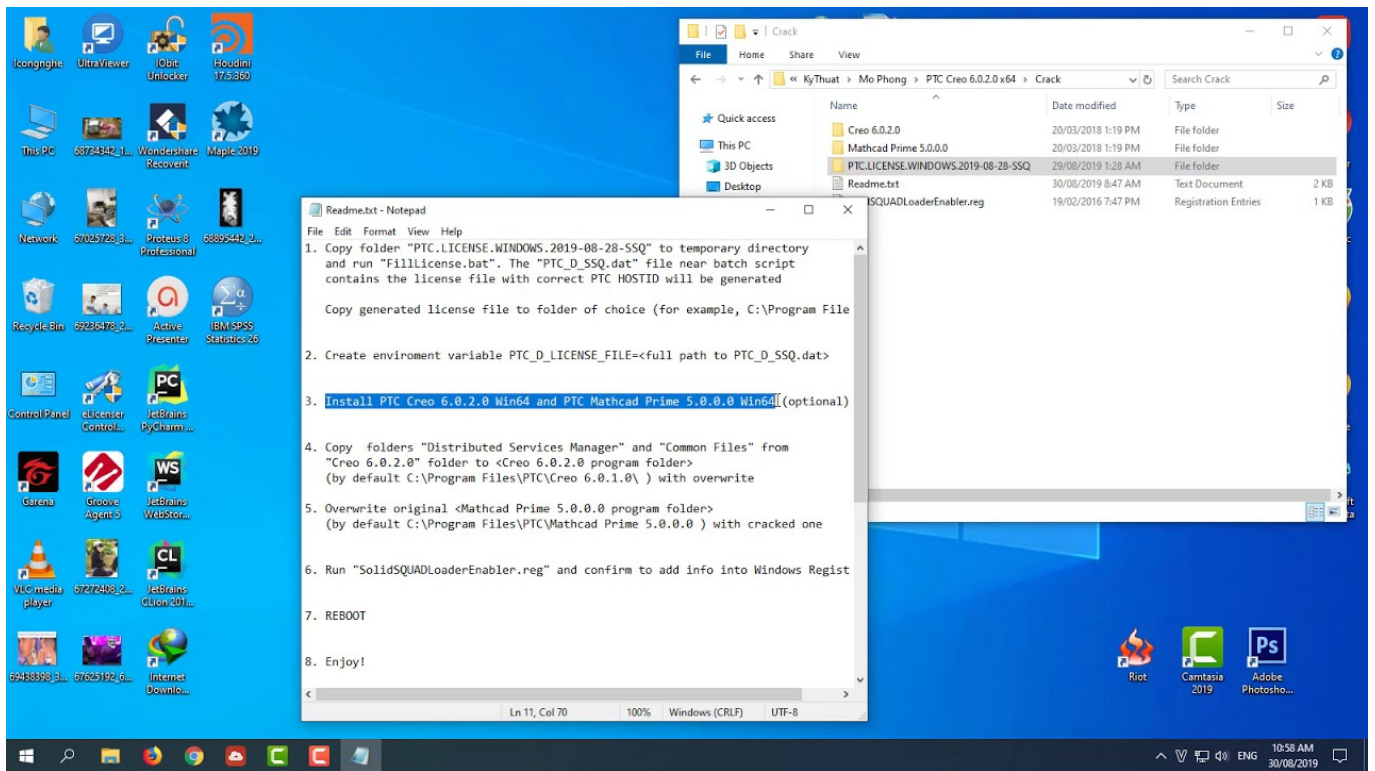 Icongnghe
UltraViewer
IObit
Unlocker
Houdini
17.5.360
This PC
68734342_1...
Wondershare
Recoverit
Maple 2019
Network
67025728_3...
Proteus 8
Professional
68895442_2...
Recycle Bin
69236478_2...
Active
Presenter
IBM SPSS
Statistics 26
Control Panel
eLicenser
Control...
PC
JetBrains
PyCharm ...
Garena
Groove
Agent 5
WS
JetBrains
WebStor...
VLC media
player
67272408_2...
CL
JetBrains
CLion 201...
69438398_3...
67625192_6...
Internet
Downlo...
Crack
File Home Share View
« KyThuat > Mo Phong > PTC Creo 6.0.2.0 x64 > Crack
Search Crack
Quick access
This PC
3D Objects
Desktop
Name Date modified Type Size
Creo 6.0.2.0 20/03/2018 1:19 PM File folder
Mathcad Prime 5.0.0.0 20/03/2018 1:19 PM File folder
PTC.LICENSE.WINDOWS.2019-08-28-SSQ 29/08/2019 1:28 AM File folder
Readme.txt 30/08/2019 8:47 AM Text Document 2 KB
SQUADLoaderEnabler.reg 19/02/2016 7:47 PM Registration Entries 1 KB
Readme.txt - Notepad
File Edit Format View Help
1. Copy folder "PTC.LICENSE.WINDOWS.2019-08-28-SSQ" to temporary directory
and run "FillLicense.bat". The "PTC_D_SSQ.dat" file near batch script
contains the license file with correct PTC HOSTID will be generated
Copy generated license file to folder of choice (for example, C:\Program File
2. Create enviroment variable PTC_D_LICENSE_FILE=<full path to PTC_D_SSQ.dat>
3. Install PTC Creo 6.0.2.0 Win64 and PTC Mathcad Prime 5.0.0.0 Win64 (optional)
4. Copy folders "Distributed Services Manager" and "Common Files" from
"Creo 6.0.2.0" folder to <Creo 6.0.2.0 program folder>
(by default C:\Program Files\PTC\Creo 6.0.1.0\ ) with overwrite
5. Overwrite original <Mathcad Prime 5.0.0.0 program folder>
(by default C:\Program Files\PTC\Mathcad Prime 5.0.0.0 ) with cracked one
6. Run "SolidSQUADLoaderEnabler.reg" and confirm to add info into Windows Regist
7. REBOOT
8. Enjoy!
Ln 11, Col 70 100% Windows (CRLF) UTF-8
Riot
Camtasia
2019
Ps
Adobe
Photosho...
ENG
10:58 AM
30/08/2019